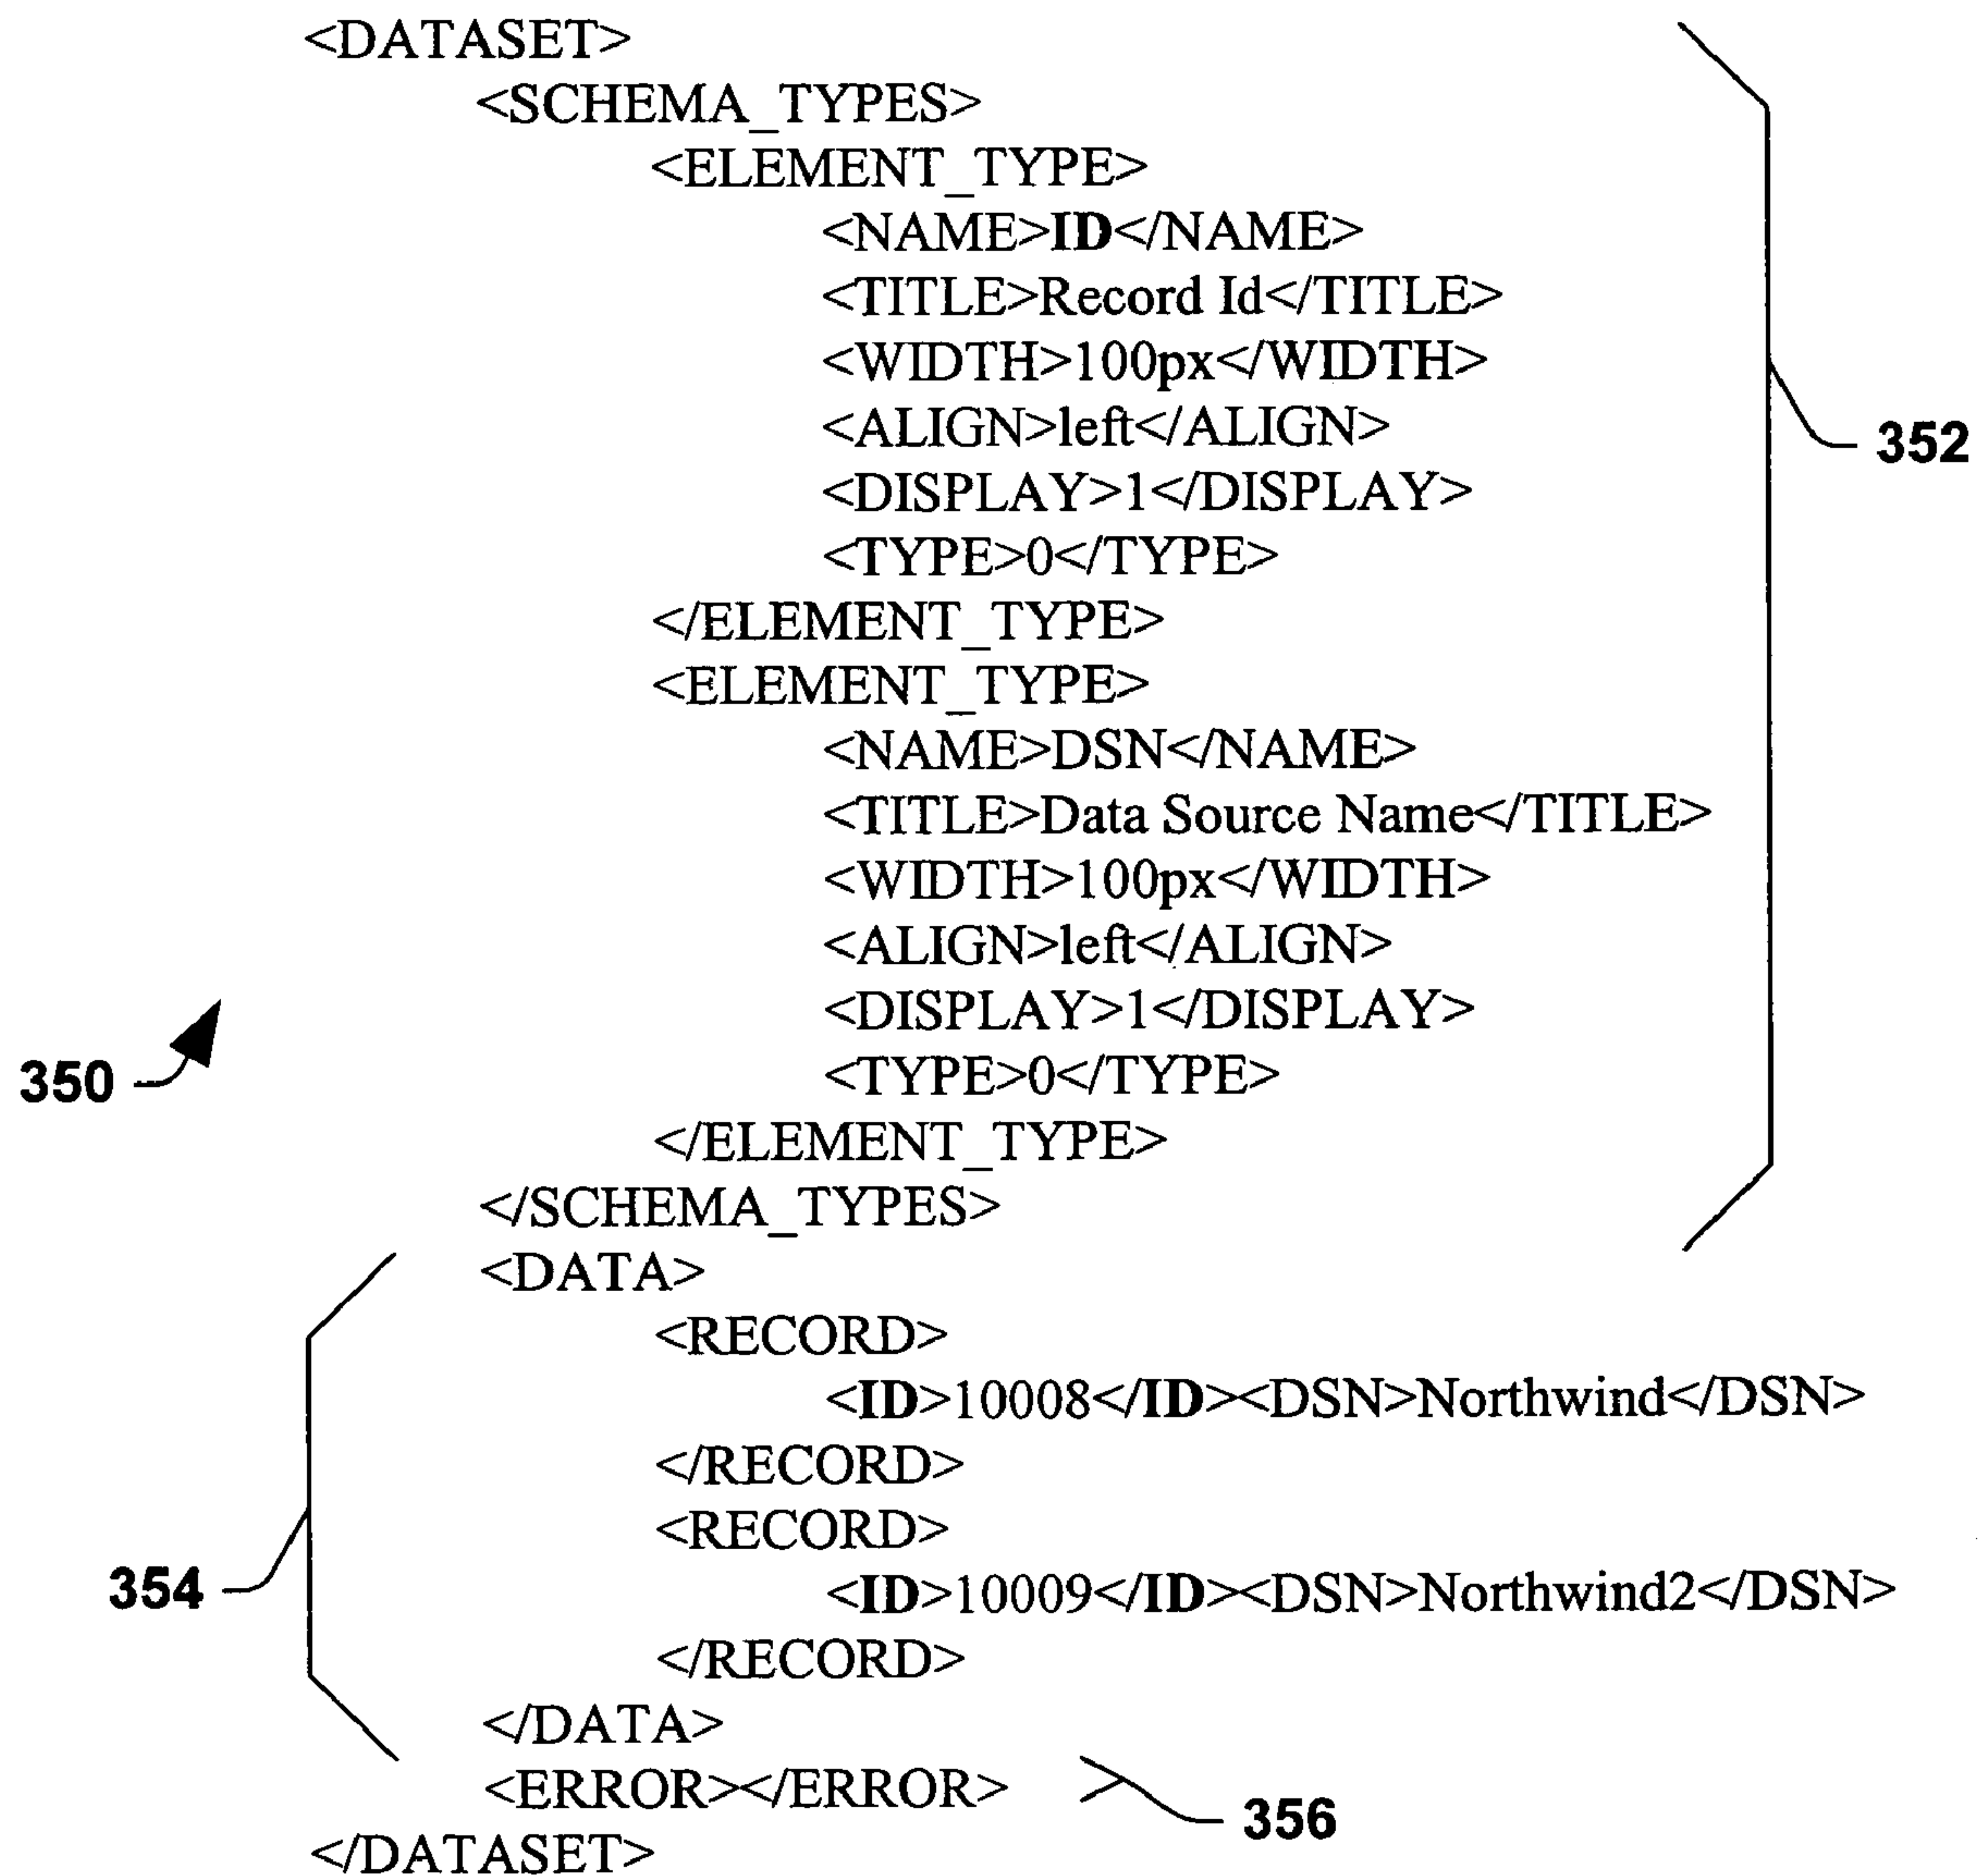 <DATASET>
<SCHEMA_TYPES>
<ELEMENT_TYPE>
<NAME>ID</NAME>
<TITLE>Record Id</TITLE>
<WIDTH>100px</WIDTH>
<ALIGN>left</ALIGN>
352
<DISPLAY>1</DISPLAY>
<TYPE>0</TYPE>
</ELEMENT_TYPE>
<ELEMENT_TYPE>
<NAME>DSN</NAME>
<TITLE>Data Source Name</TITLE>
<WIDTH>100px</WIDTH>
<ALIGN>left</ALIGN>
<DISPLAY>1</DISPLAY>
350
<TYPE>0</TYPE>
</ELEMENT_TYPE>
</SCHEMA_TYPES>
<DATA>
<RECORD>
<ID>10008</ID><DSN>Northwind</DSN>
</RECORD>
<RECORD>
354
<ID>10009</ID><DSN>Northwind2</DSN>
</RECORD>
</DATA>
<ERROR></ERROR>
356
</DATASET>